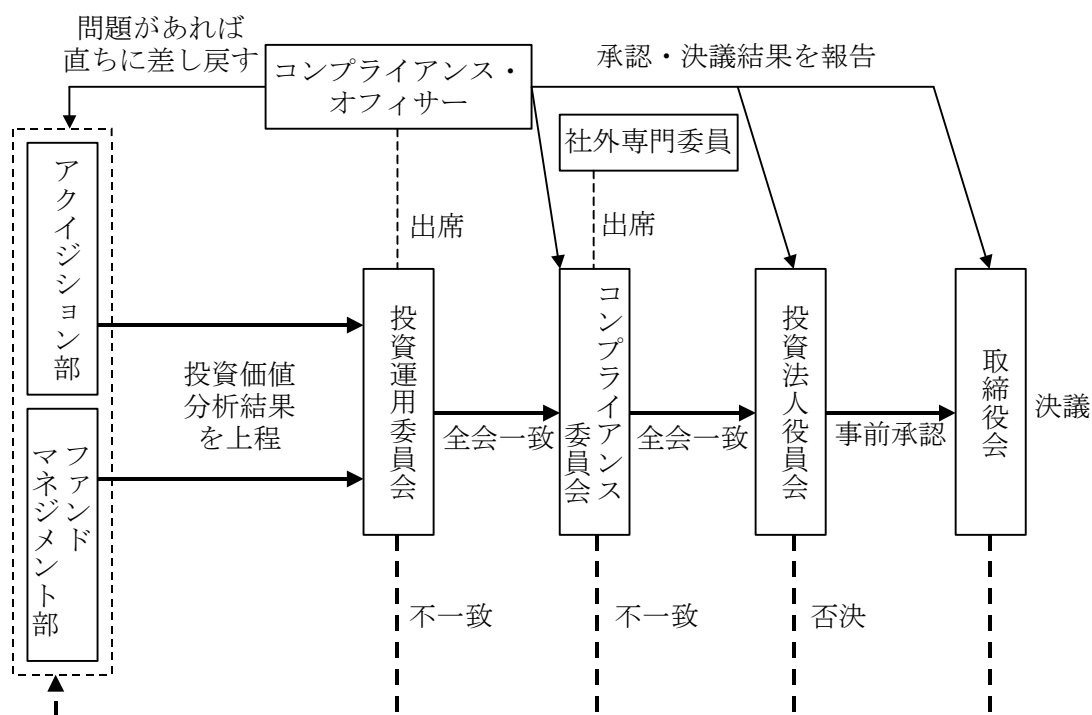 問題があれば
直ちに差し戻す
コンプライアンス・
オフィサー
承認・決議結果を報告
社外専門委員
出席
出席
アクイジション部
ファンド
マネジメント部
投資価値
分析結果
を上程
投資運用委員会
全会一致
コンプライアンス
委員会
全会一致
投資法人役員会
事前承認
取締役会
決議
不一致
不一致
否決